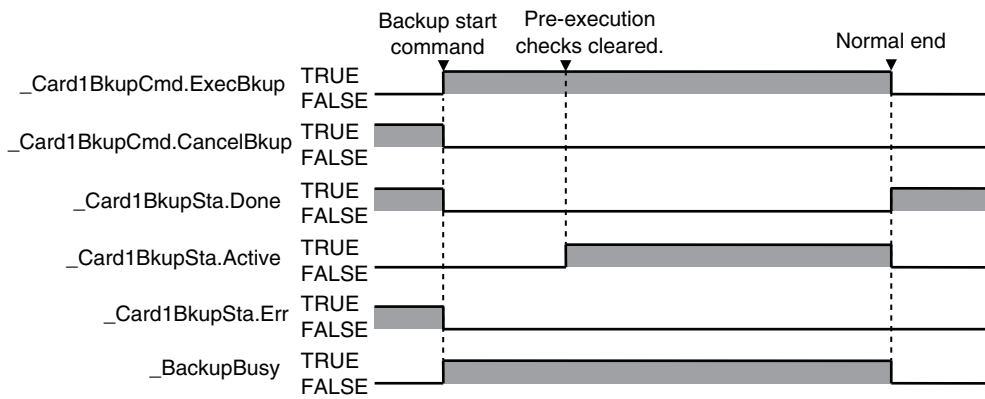 Backup start
command
Pre-execution
checks cleared.
Normal end
_Card1BkupCmd.ExecBkup
TRUE
FALSE
_Card1BkupCmd.CancelBkup
TRUE
FALSE
_Card1BkupSta.Done
TRUE
FALSE
_Card1BkupSta.Active
TRUE
FALSE
_Card1BkupSta.Err
TRUE
FALSE
_BackupBusy
TRUE
FALSE